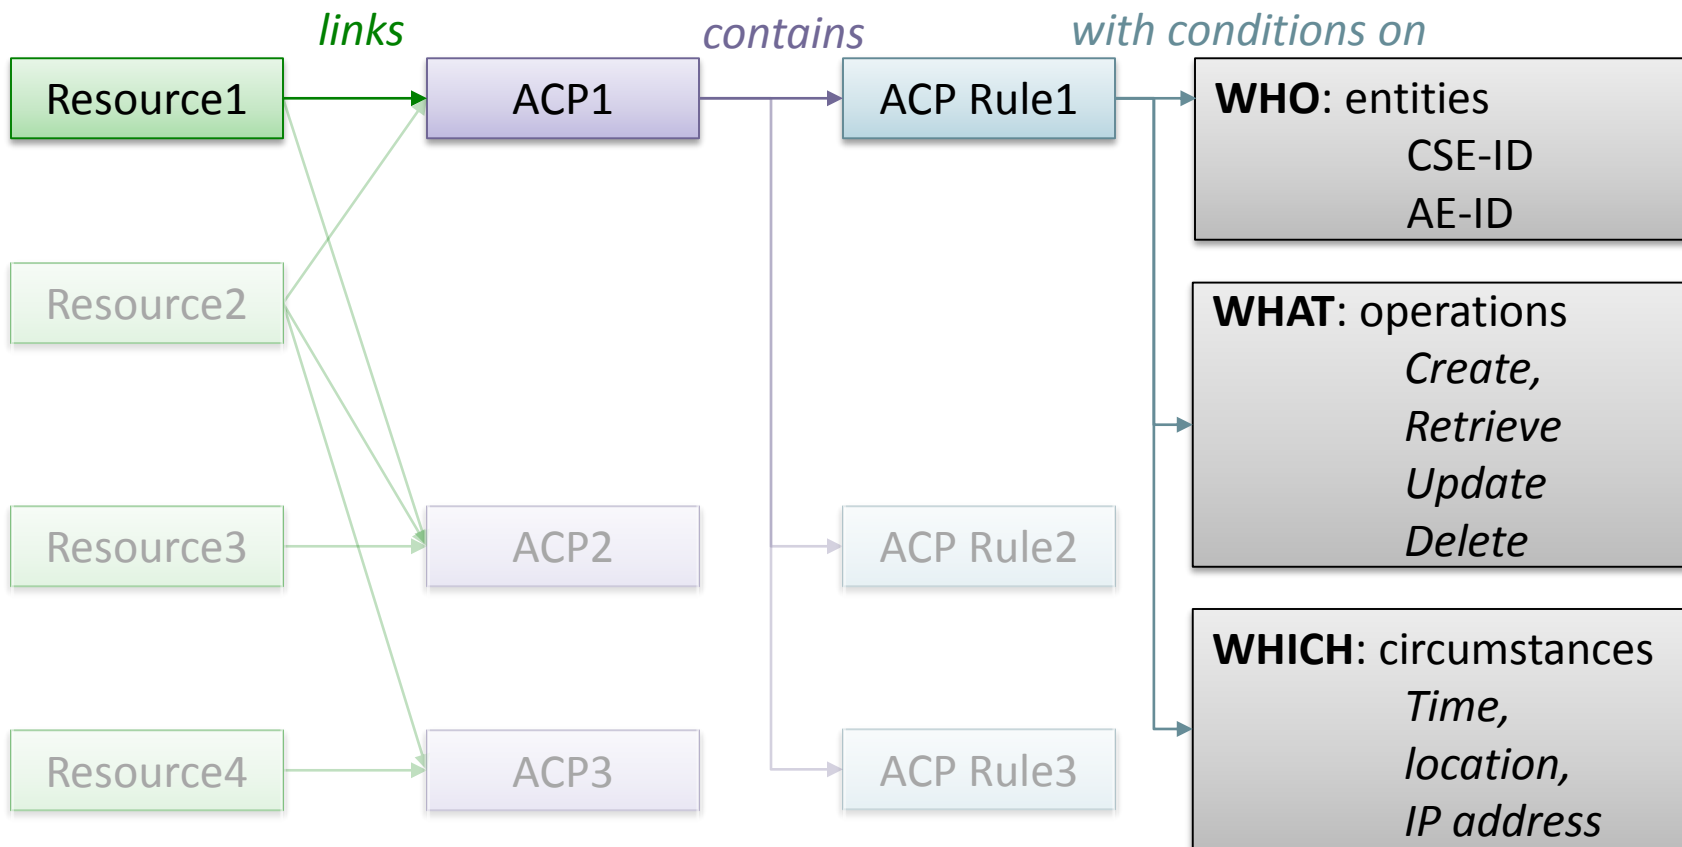 links
contains
with conditions on
Resource1
ACP1
ACP Rule1
WHO: entities
CSE-ID
AE-ID
Resource2
WHAT: operations
Create,
Retrieve
Update
Delete
Resource3
ACP2
ACP Rule2
WHICH: circumstances
Time,
location,
IP address
Resource4
ACP3
ACP Rule3